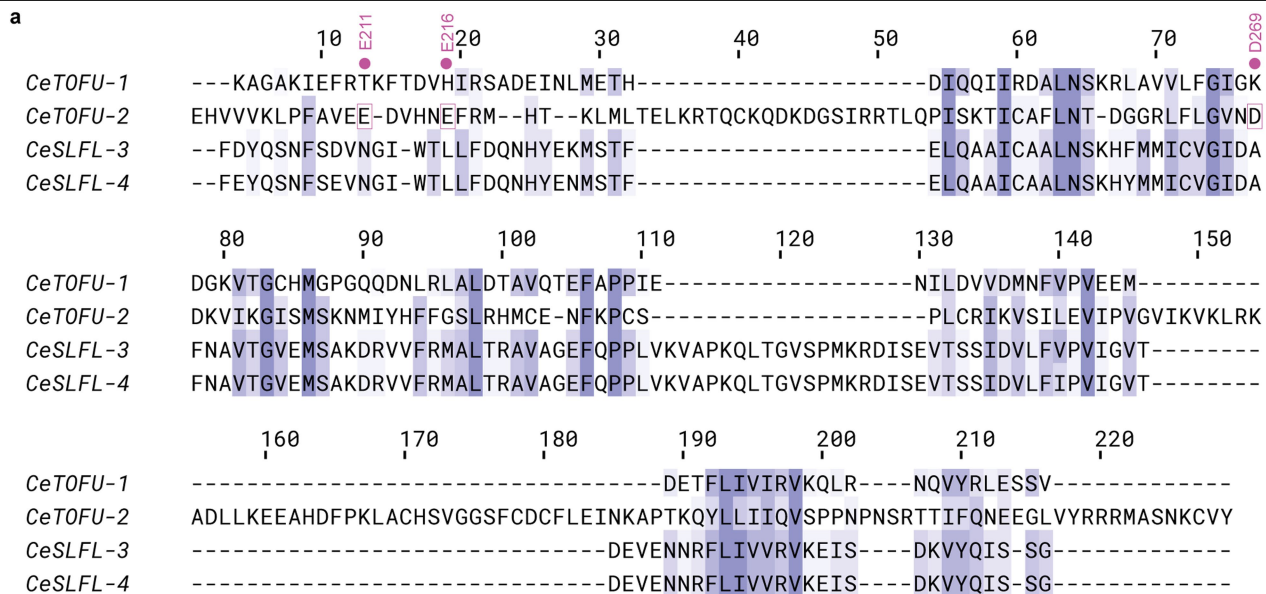 a
E211 E216 D269
10 20 30 40 50 60 70
CeTOFU-1 ---KAGAKIEFRTKFTDVHIRSADEINLMETH---------------------DIQQIIRDALNSKRLAVVLFGIGK
CeTOFU-2 EHVVVKLPFAVEE-DVHNEFRM--HT--KLMLTELKRTQCKQDKDGSIRRTLQPISKTICAFLNT-DGGRLFLGVND
CeSLFL-3 --FDYQSNFSDVNGI-WTLLFDQNHYEKMSTF---------------------ELQAAICAALNSKHFMMICVGIDA
CeSLFL-4 --FEYQSNFSEVNGI-WTLLFDQNHYENMSTF---------------------ELQAAICAALNSKHYMMICVGIDA
80 90 100 110 120 130 140 150
CeTOFU-1 DGKVTGCHMGPGQQDNLRLALDTAVQTEFAPPIE------------------NILDVVDMNFVPVEEM---------
CeTOFU-2 DKVIKGISMSKNMIYHFFGSLRHMCE-NFKPCS--------------------PLCRIKVSILEVIPVGVIKVKLRK
CeSLFL-3 FNAVTGVEMSAKDRVVFRMALTRAVAGEFQPPLVKVAPKQLTGVSPMKRDISEVTSSIDVLFVPVIGVT--------
CeSLFL-4 FNAVTGVEMSAKDRVVFRMALTRAVAGEFQPPLVKVAPKQLTGVSPMKRDISEVTSSIDVLFIPVIGVT--------
160 170 180 190 200 210 220
CeTOFU-1 ----------------------------------DETFLIVIRVKQLR----NQVYRLESSV-------------
CeTOFU-2 ADLLKEEAHDFPKLACHSVGGSFCDCFLEINKAPTKQYLLIIQVSPPNPNSRTTIFQNEEGLVYRRRMASNKCVY
CeSLFL-3 ------------------------------DEVENNRFLIVVRVKEIS----DKVYQIS-SG-------------
CeSLFL-4 ------------------------------DEVENNRFLIVVRVKEIS----DKVYQIS-SG-------------